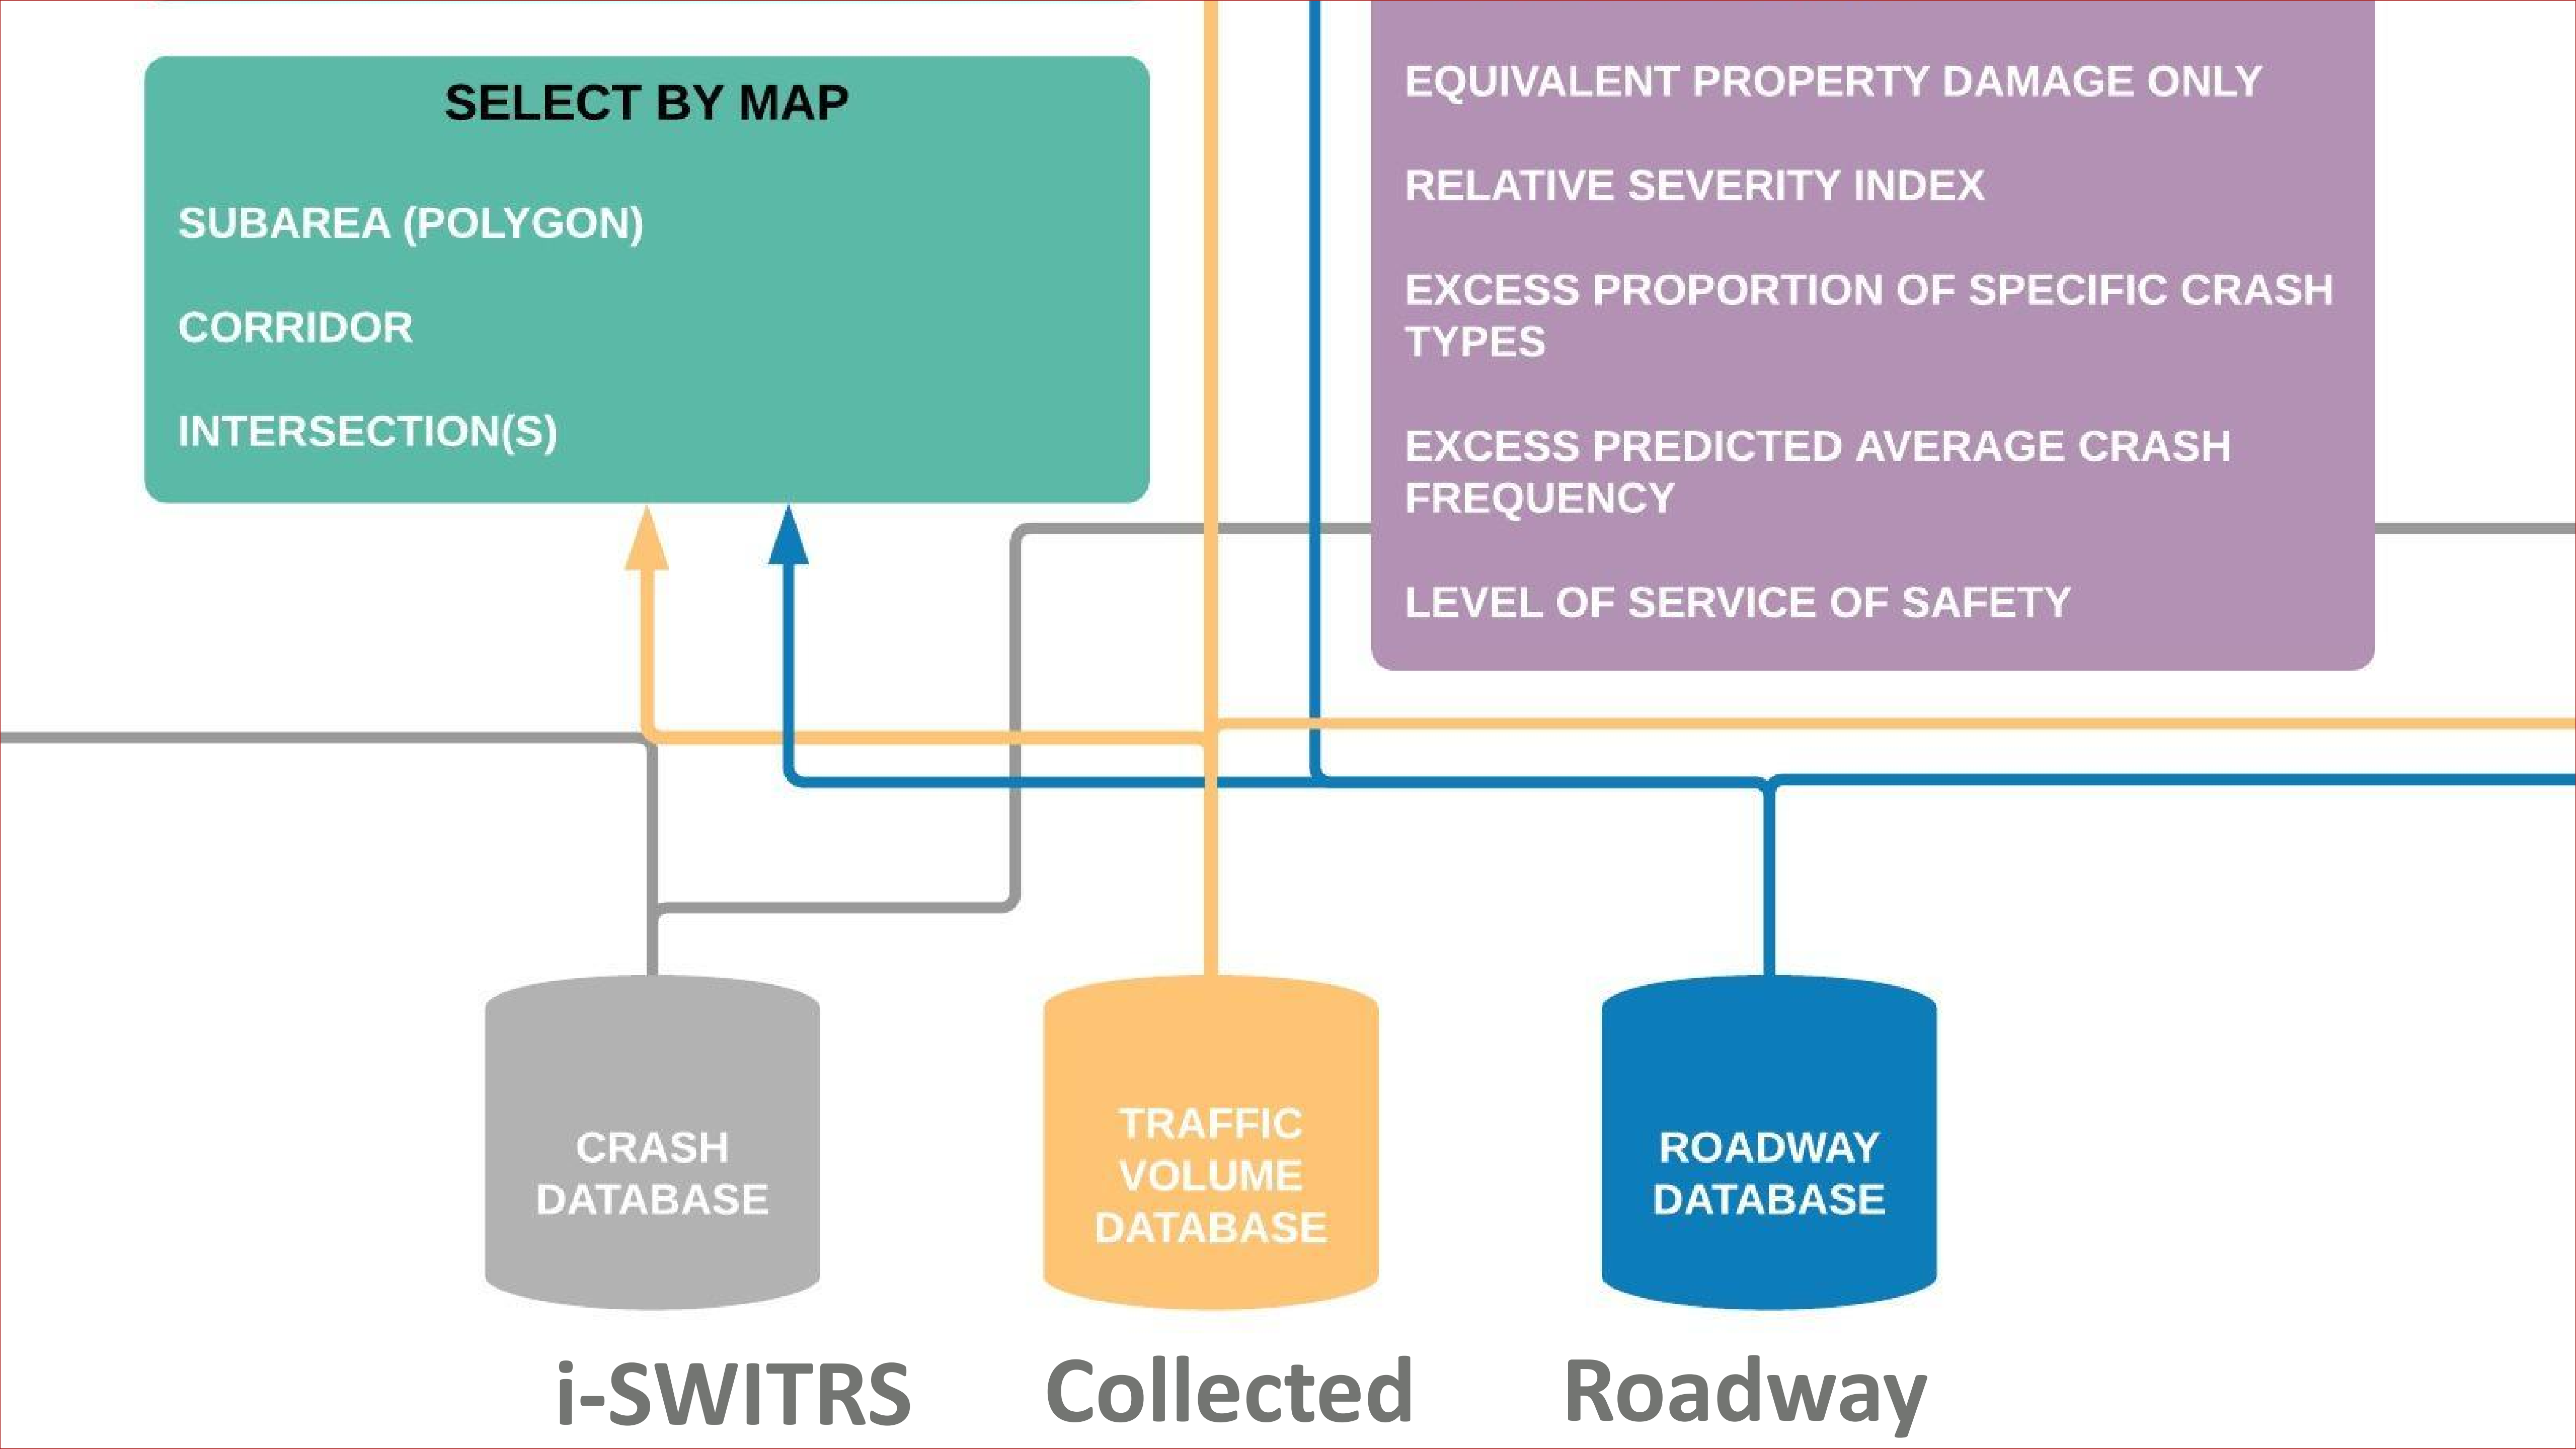 SELECT BY MAP
SUBAREA (POLYGON)
CORRIDOR
INTERSECTION(S)
EQUIVALENT PROPERTY DAMAGE ONLY
RELATIVE SEVERITY INDEX
EXCESS PROPORTION OF SPECIFIC CRASH
TYPES
EXCESS PREDICTED AVERAGE CRASH
FREQUENCY
LEVEL OF SERVICE OF SAFETY
CRASH
DATABASE
TRAFFIC
VOLUME
DATABASE
ROADWAY
DATABASE
i-SWITRS
Collected
Roadway